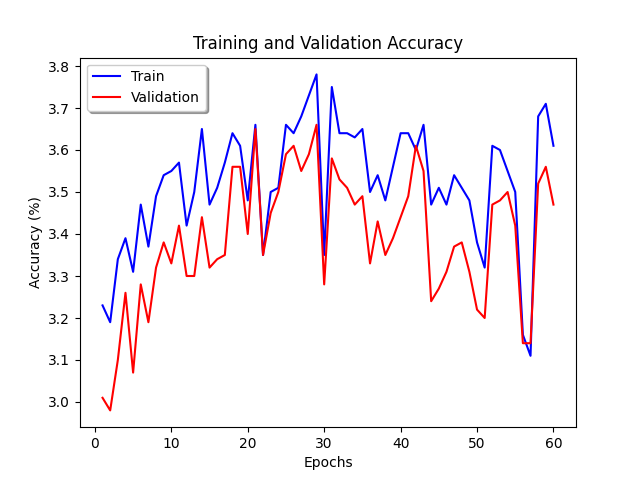 Training and Validation Accuracy
Train
Validation
Accuracy (%)
3.8
3.7
3.6
3.5
3.4
3.3
3.2
3.1
3.0
0 10 20 30 40 50 60
Epochs